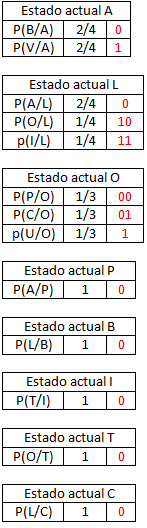 Estado actual A
P(B/A) 2/4 0
P(V/A) 2/4 1
Estado actual L
P(A/L) 2/4 0
P(O/L) 1/4 10
p(I/L) 1/4 11
Estado actual O
P(P/O) 1/3 00
P(C/O) 1/3 01
p(U/O) 1/3 1
Estado actual P
P(A/P) 1 0
Estado actual B
P(L/B) 1 0
Estado actual I
P(T/I) 1 0
Estado actual T
P(O/T) 1 0
Estado actual C
P(L/C) 1 0